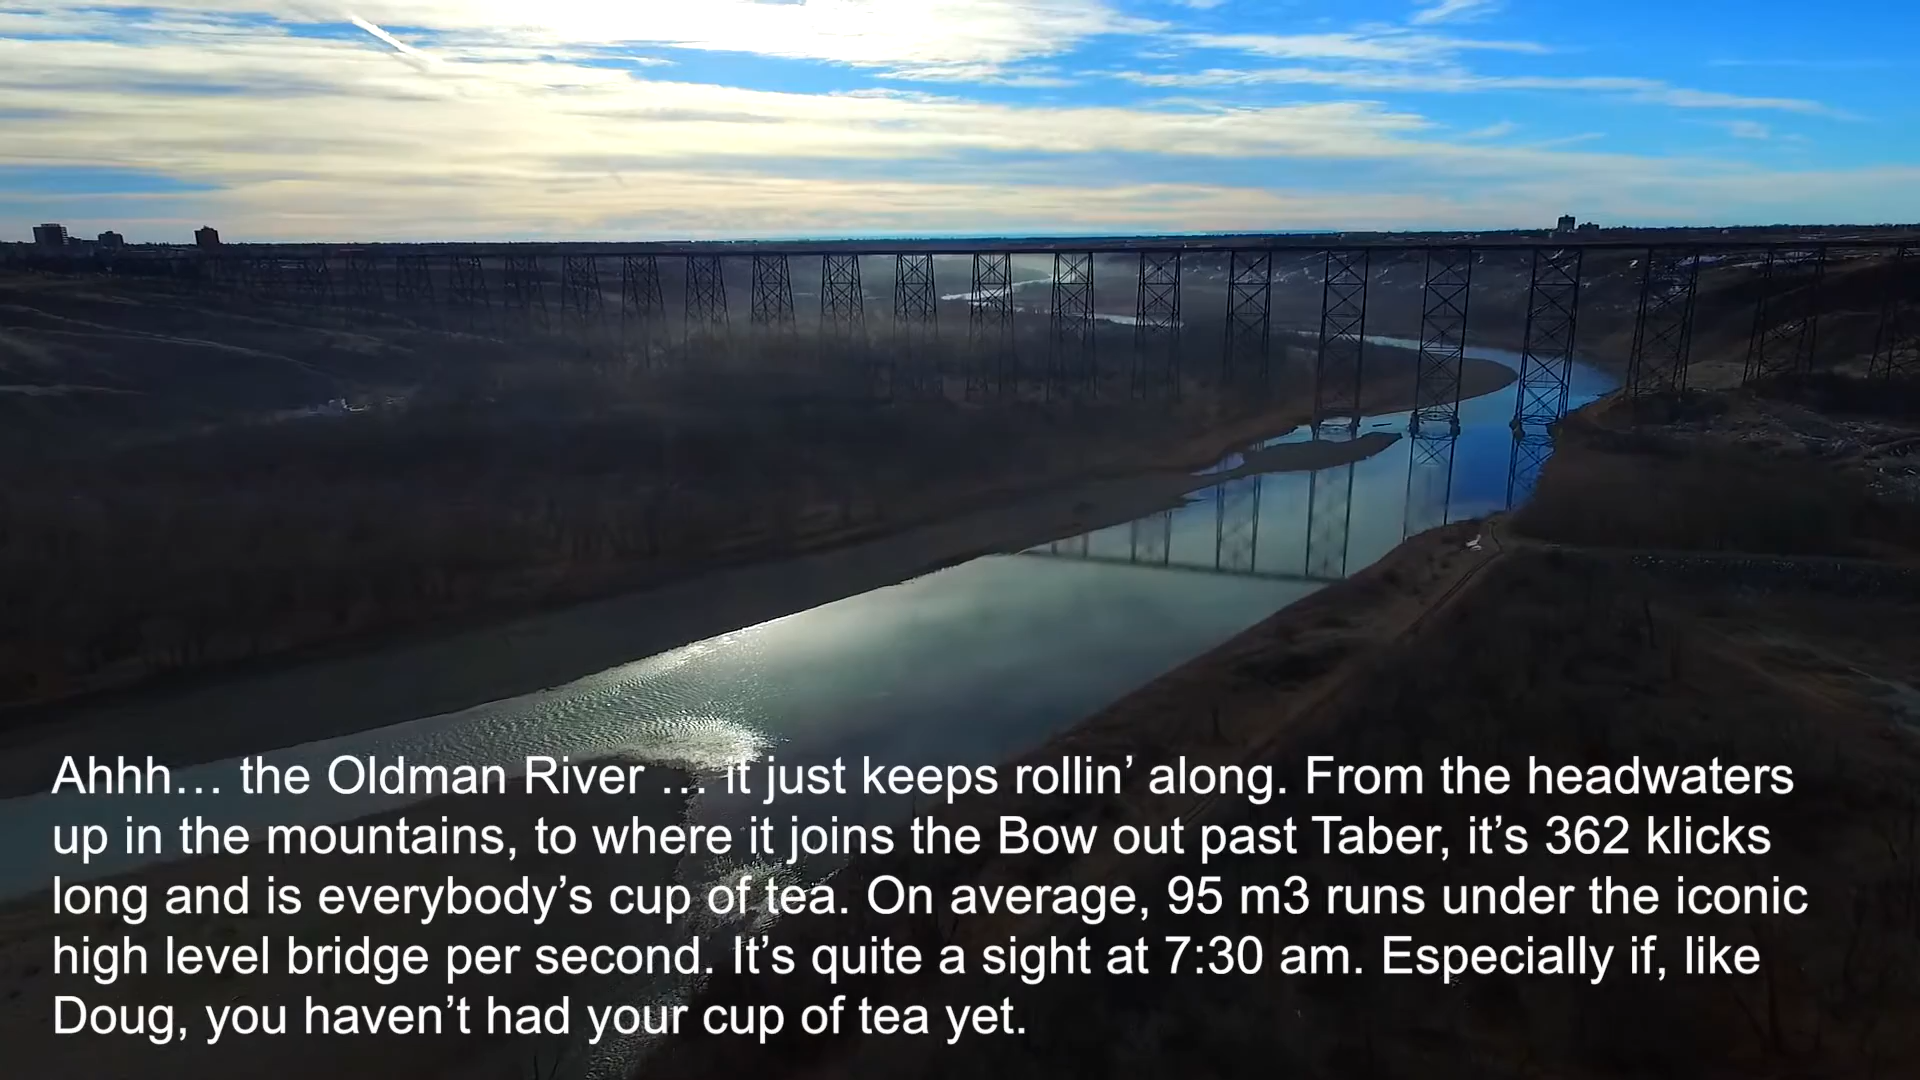 Ahhh… the Oldman River … it just keeps rollin’ along. From the headwaters
up in the mountains, to where it joins the Bow out past Taber, it’s 362 klicks
long and is everybody’s cup of tea. On average, 95 m3 runs under the iconic
high level bridge per second. It’s quite a sight at 7:30 am. Especially if, like
Doug, you haven’t had your cup of tea yet.